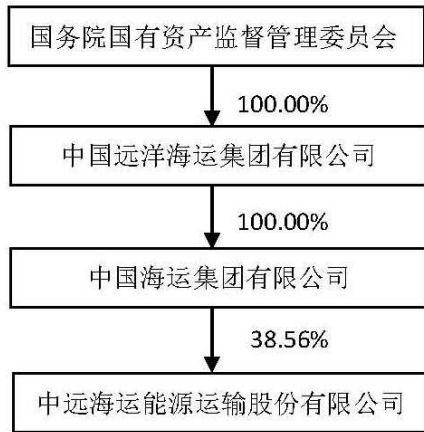 国务院国有资产监督管理委员会
100.00%
中国远洋海运集团有限公司
100.00%
中国海运集团有限公司
38.56%
中远海运能源运输股份有限公司